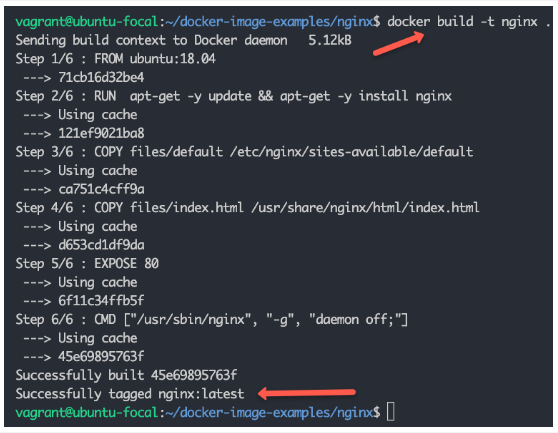 vagrant@ubuntu-focal:~/docker-image-examples/nginx$ docker build -t nginx .
Sending build context to Docker daemon   5.12kB
Step 1/6 : FROM ubuntu:18.04
 ---> 71cb16d32be4
Step 2/6 : RUN  apt-get -y update && apt-get -y install nginx
 ---> Using cache
 ---> 121ef9021ba8
Step 3/6 : COPY files/default /etc/nginx/sites-available/default
 ---> Using cache
 ---> ca751c4cff9a
Step 4/6 : COPY files/index.html /usr/share/nginx/html/index.html
 ---> Using cache
 ---> d653cd1df9da
Step 5/6 : EXPOSE 80
 ---> Using cache
 ---> 6f11c34ffb5f
Step 6/6 : CMD ["/usr/sbin/nginx", "-g", "daemon off;"]
 ---> Using cache
 ---> 45e69895763f
Successfully built 45e69895763f
Successfully tagged nginx:latest
vagrant@ubuntu-focal:~/docker-image-examples/nginx$